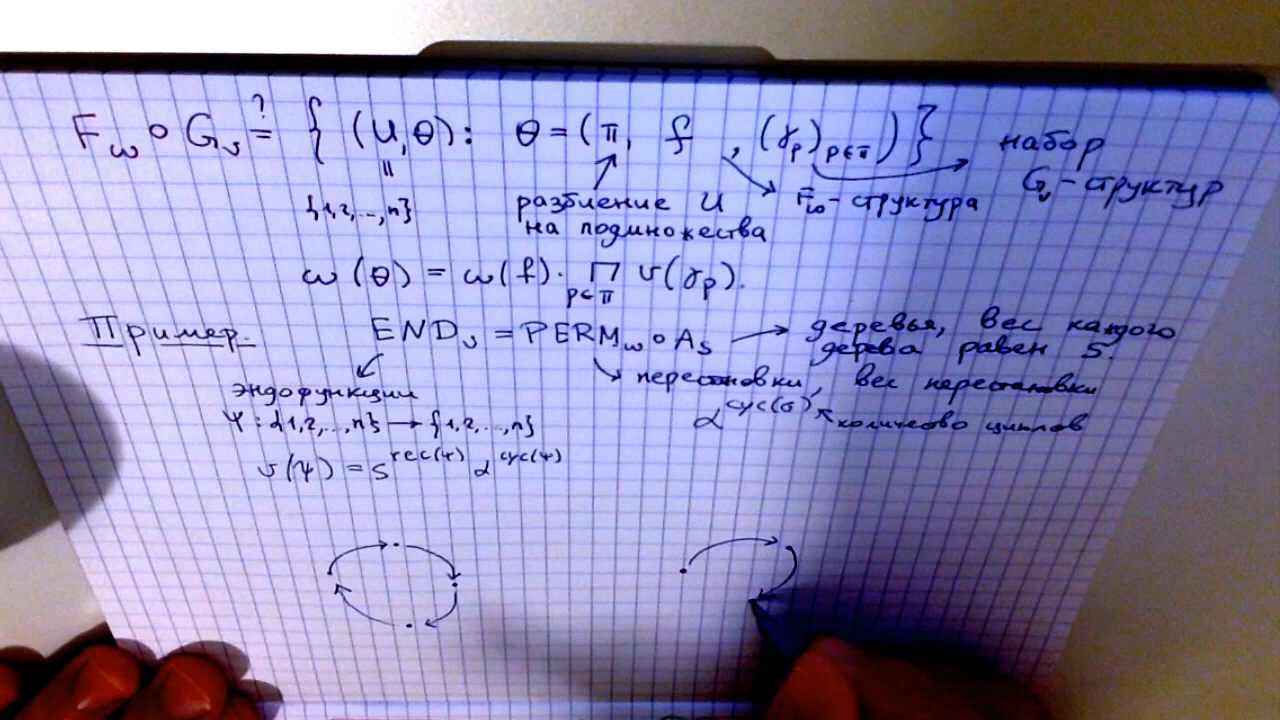 F_ω ∘ G_v ?= { (U, θ): θ = (π, f, (γ_p)_{p∈π}) } набор
G_v-структур
{1,2,...,n} разбиение U F_ω-структура
на подмножества
ω(θ) = ω(f) · ∏_{p∈π} v(γ_p).
Пример. END_v = PERM_ω ∘ A_s → деревья, вес каждого
дерева равен s.
эндофункции перестановки, вес перестановки
ψ: {1,2,...,n} → {1,2,...,n} α^{cyc(σ)} количество циклов
v(ψ) = s^{rec(ψ)} α^{cyc(ψ)}